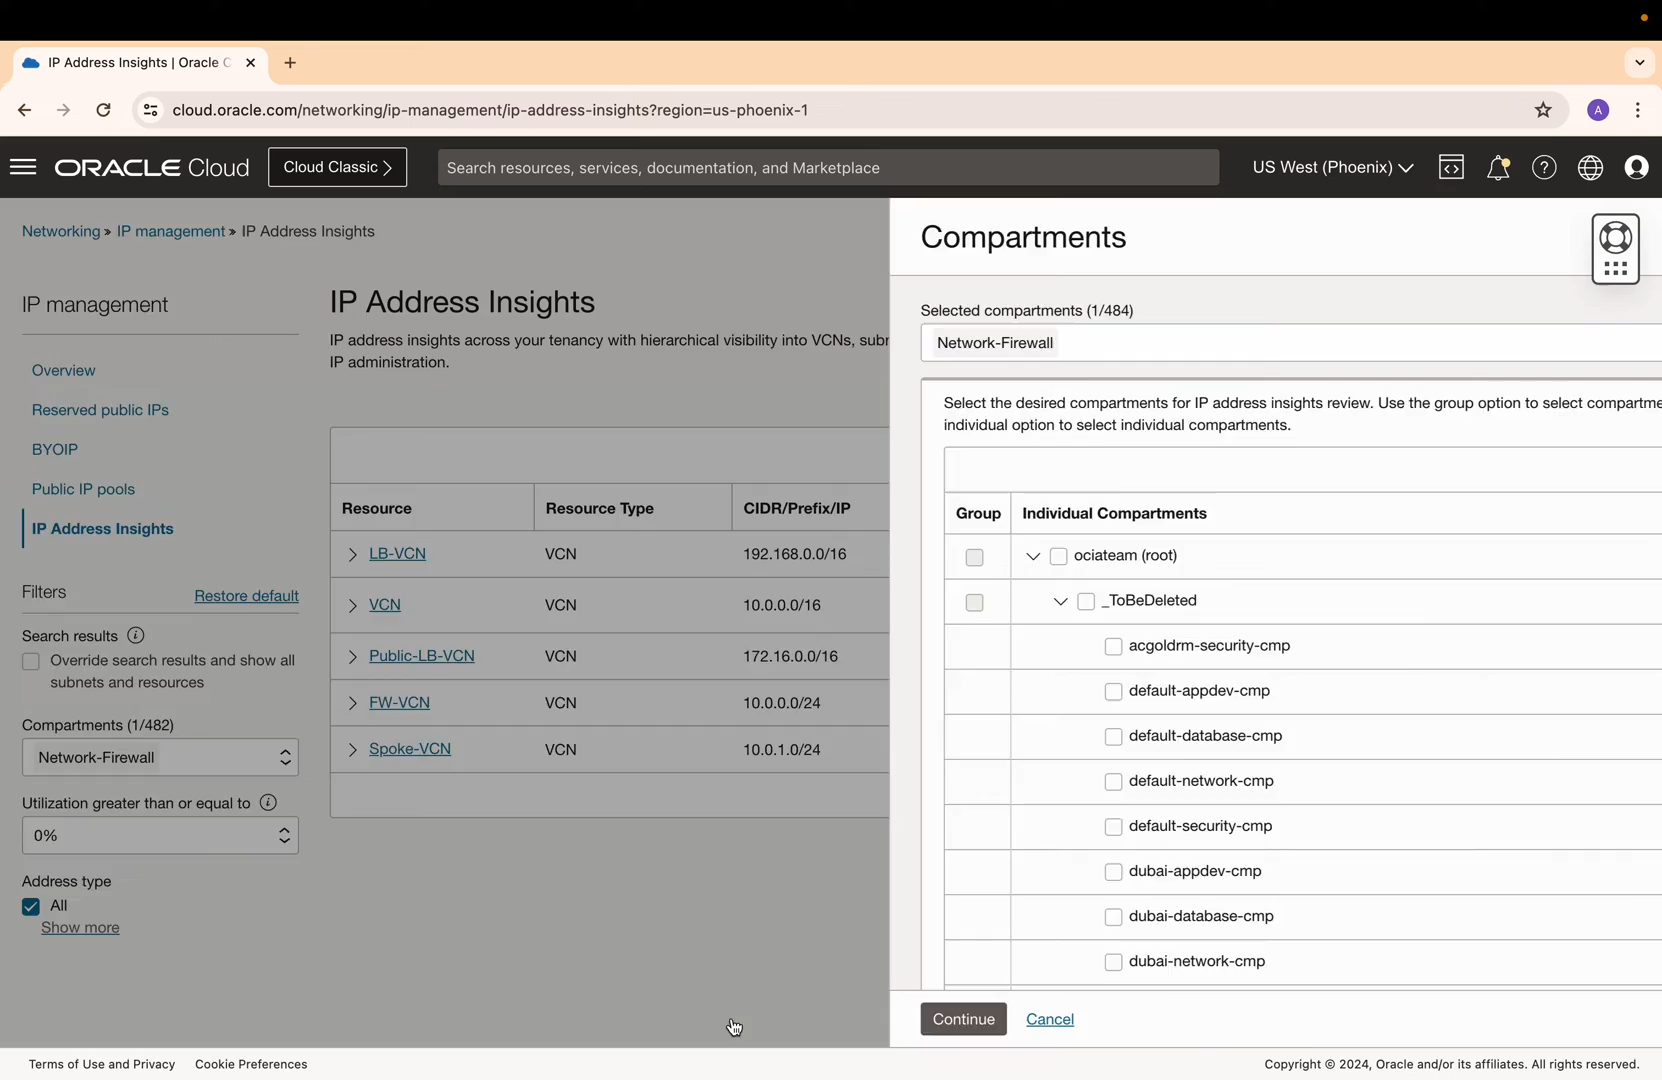 IP Address Insights | Oracle C
cloud.oracle.com/networking/ip-management/ip-address-insights?region=us-phoenix-1
A
ORACLE Cloud
Cloud Classic
Search resources, services, documentation, and Marketplace
US West (Phoenix)
Networking » IP management » IP Address Insights
IP management
Overview
Reserved public IPs
BYOIP
Public IP pools
IP Address Insights
Filters
Restore default
Search results
Override search results and show all
subnets and resources
Compartments (1/482)
Network-Firewall
Utilization greater than or equal to
0%
Address type
All
Show more
IP Address Insights
IP address insights across your tenancy with hierarchical visibility into VCNs, subn
IP administration.
Resource Resource Type CIDR/Prefix/IP
LB-VCN VCN 192.168.0.0/16
VCN VCN 10.0.0.0/16
Public-LB-VCN VCN 172.16.0.0/16
FW-VCN VCN 10.0.0.0/24
Spoke-VCN VCN 10.0.1.0/24
Compartments
Selected compartments (1/484)
Network-Firewall
Select the desired compartments for IP address insights review. Use the group option to select compartme
individual option to select individual compartments.
Group Individual Compartments
ociateam (root)
_ToBeDeleted
acgoldrm-security-cmp
default-appdev-cmp
default-database-cmp
default-network-cmp
default-security-cmp
dubai-appdev-cmp
dubai-database-cmp
dubai-network-cmp
Continue Cancel
Terms of Use and Privacy Cookie Preferences
Copyright © 2024, Oracle and/or its affiliates. All rights reserved.